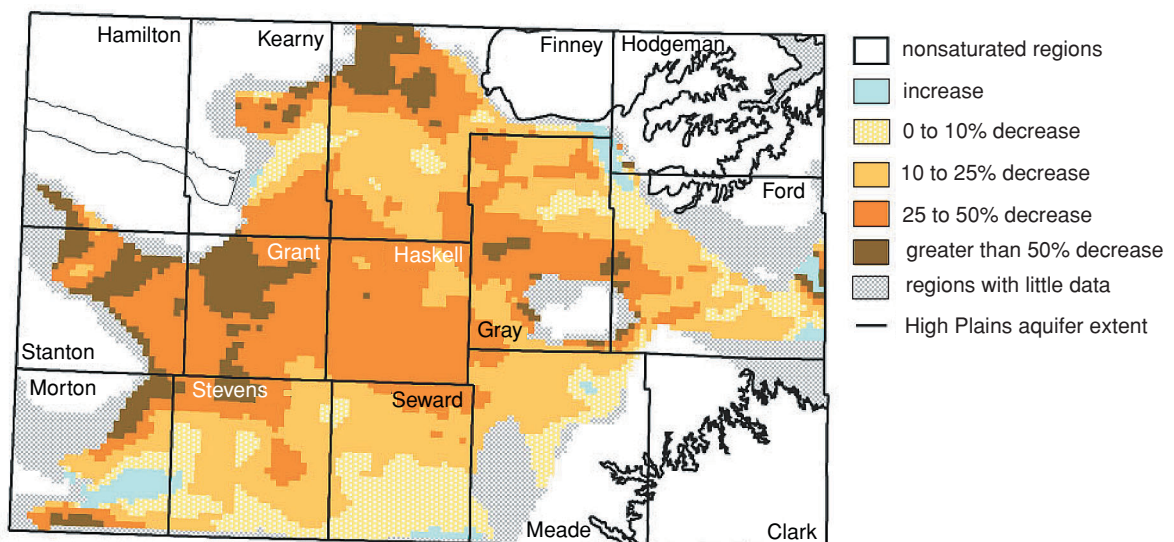 Hamilton
Kearny
Finney
Hodgeman
Ford
Grant
Haskell
Gray
Stanton
Morton
Stevens
Seward
Meade
Clark
nonsaturated regions
increase
0 to 10% decrease
10 to 25% decrease
25 to 50% decrease
greater than 50% decrease
regions with little data
High Plains aquifer extent